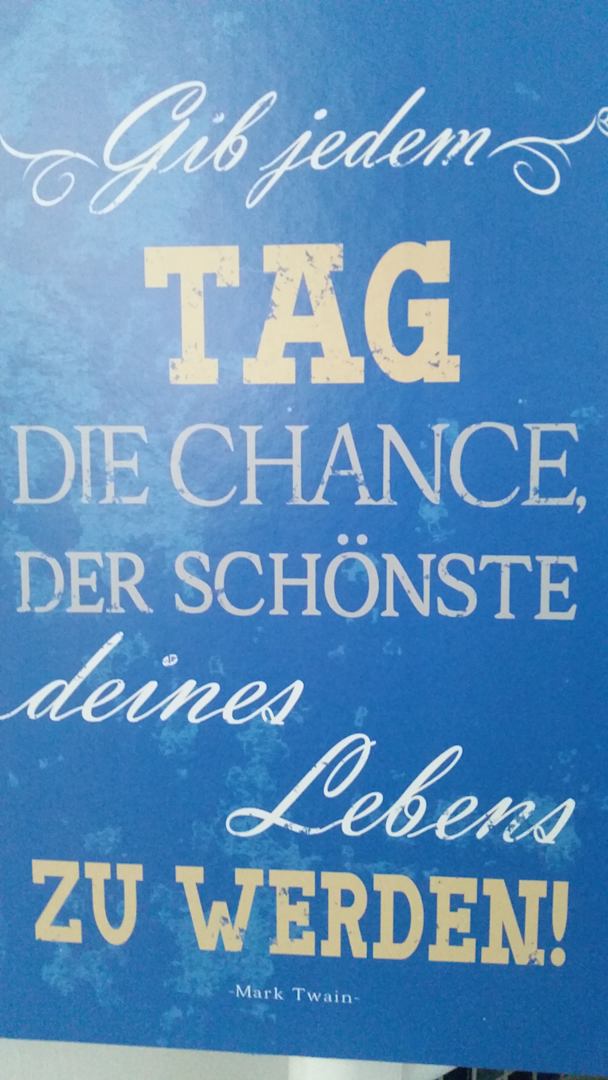 Gib jedem
TAG
DIE CHANCE,
DER SCHÖNSTE
deines
Lebens
ZU WERDEN!
-Mark Twain-